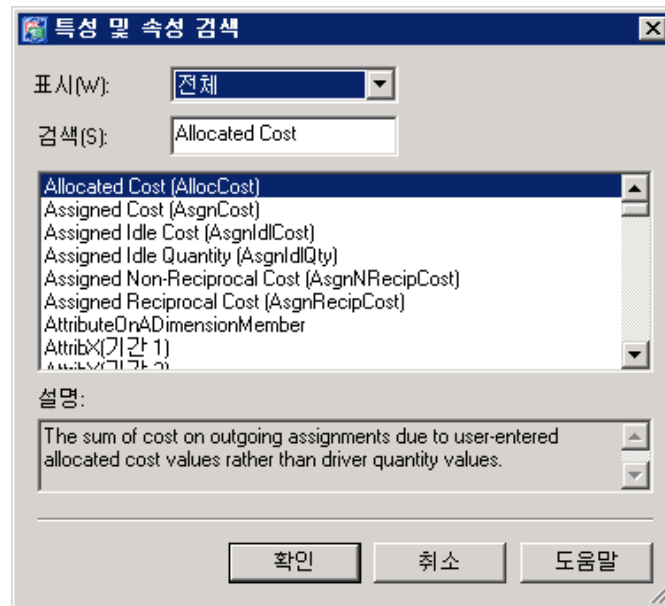 특성 및 속성 검색
표시(W): 전체
검색(S): Allocated Cost
Allocated Cost (AllocCost)
Assigned Cost (AsgnCost)
Assigned Idle Cost (AsgnIdlCost)
Assigned Idle Quantity (AsgnIdlQty)
Assigned Non-Reciprocal Cost (AsgnNRecipCost)
Assigned Reciprocal Cost (AsgnRecipCost)
AttributeOnADimensionMember
AttribX(기간 1)
설명:
The sum of cost on outgoing assignments due to user-entered
allocated cost values rather than driver quantity values.
확인 취소 도움말